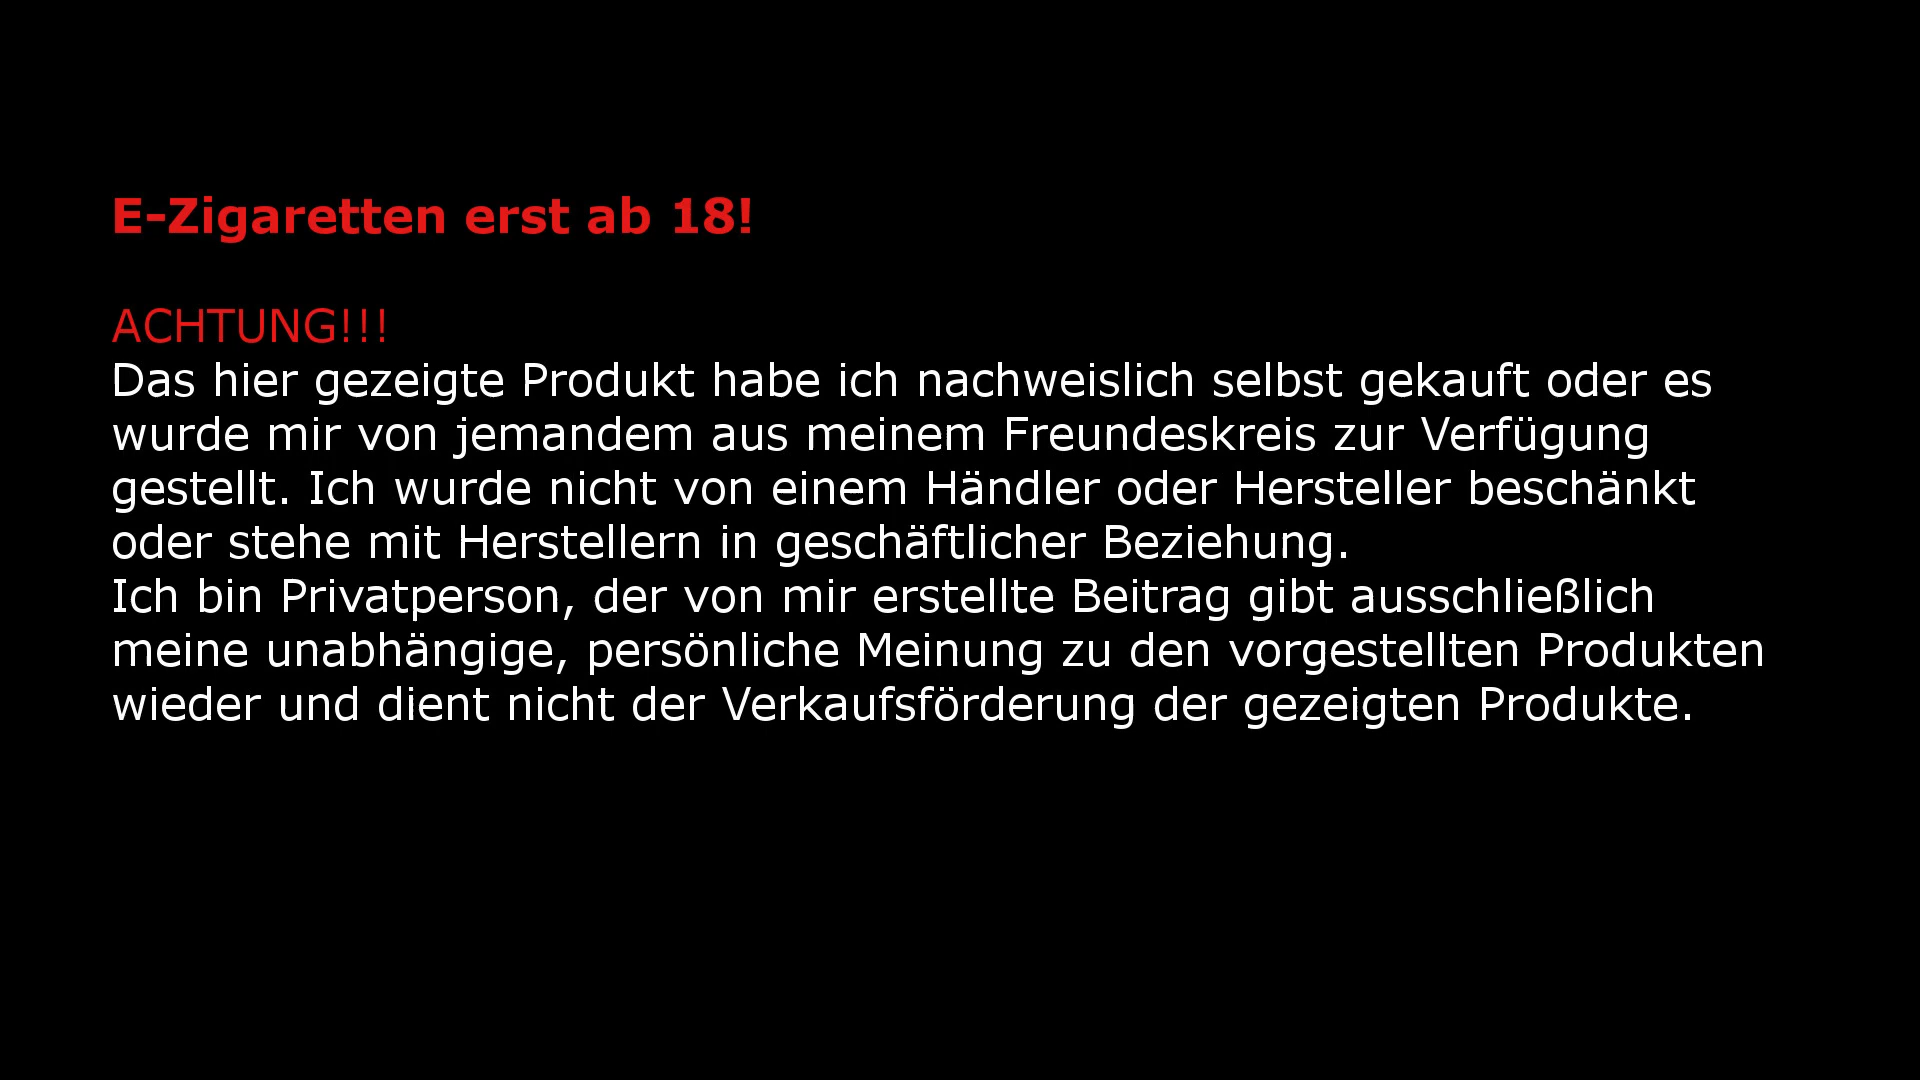 E-Zigaretten erst ab 18!
ACHTUNG!!!
Das hier gezeigte Produkt habe ich nachweislich selbst gekauft oder es
wurde mir von jemandem aus meinem Freundeskreis zur Verfügung
gestellt. Ich wurde nicht von einem Händler oder Hersteller beschänkt
oder stehe mit Herstellern in geschäftlicher Beziehung.
Ich bin Privatperson, der von mir erstellte Beitrag gibt ausschließlich
meine unabhängige, persönliche Meinung zu den vorgestellten Produkten
wieder und dient nicht der Verkaufsförderung der gezeigten Produkte.